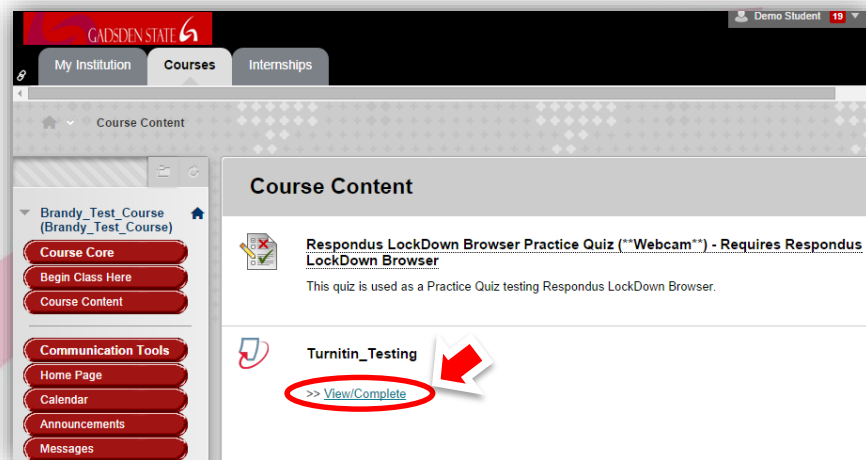 GADSDEN STATE
Demo Student 19
My Institution Courses Internships
Course Content
Course Content
Brandy_Test_Course
(Brandy_Test_Course)
Course Core
Begin Class Here
Course Content
Communication Tools
Home Page
Calendar
Announcements
Messages
Respondus LockDown Browser Practice Quiz (**Webcam**) - Requires Respondus
LockDown Browser
This quiz is used as a Practice Quiz testing Respondus LockDown Browser.
Turnitin_Testing
>> View/Complete